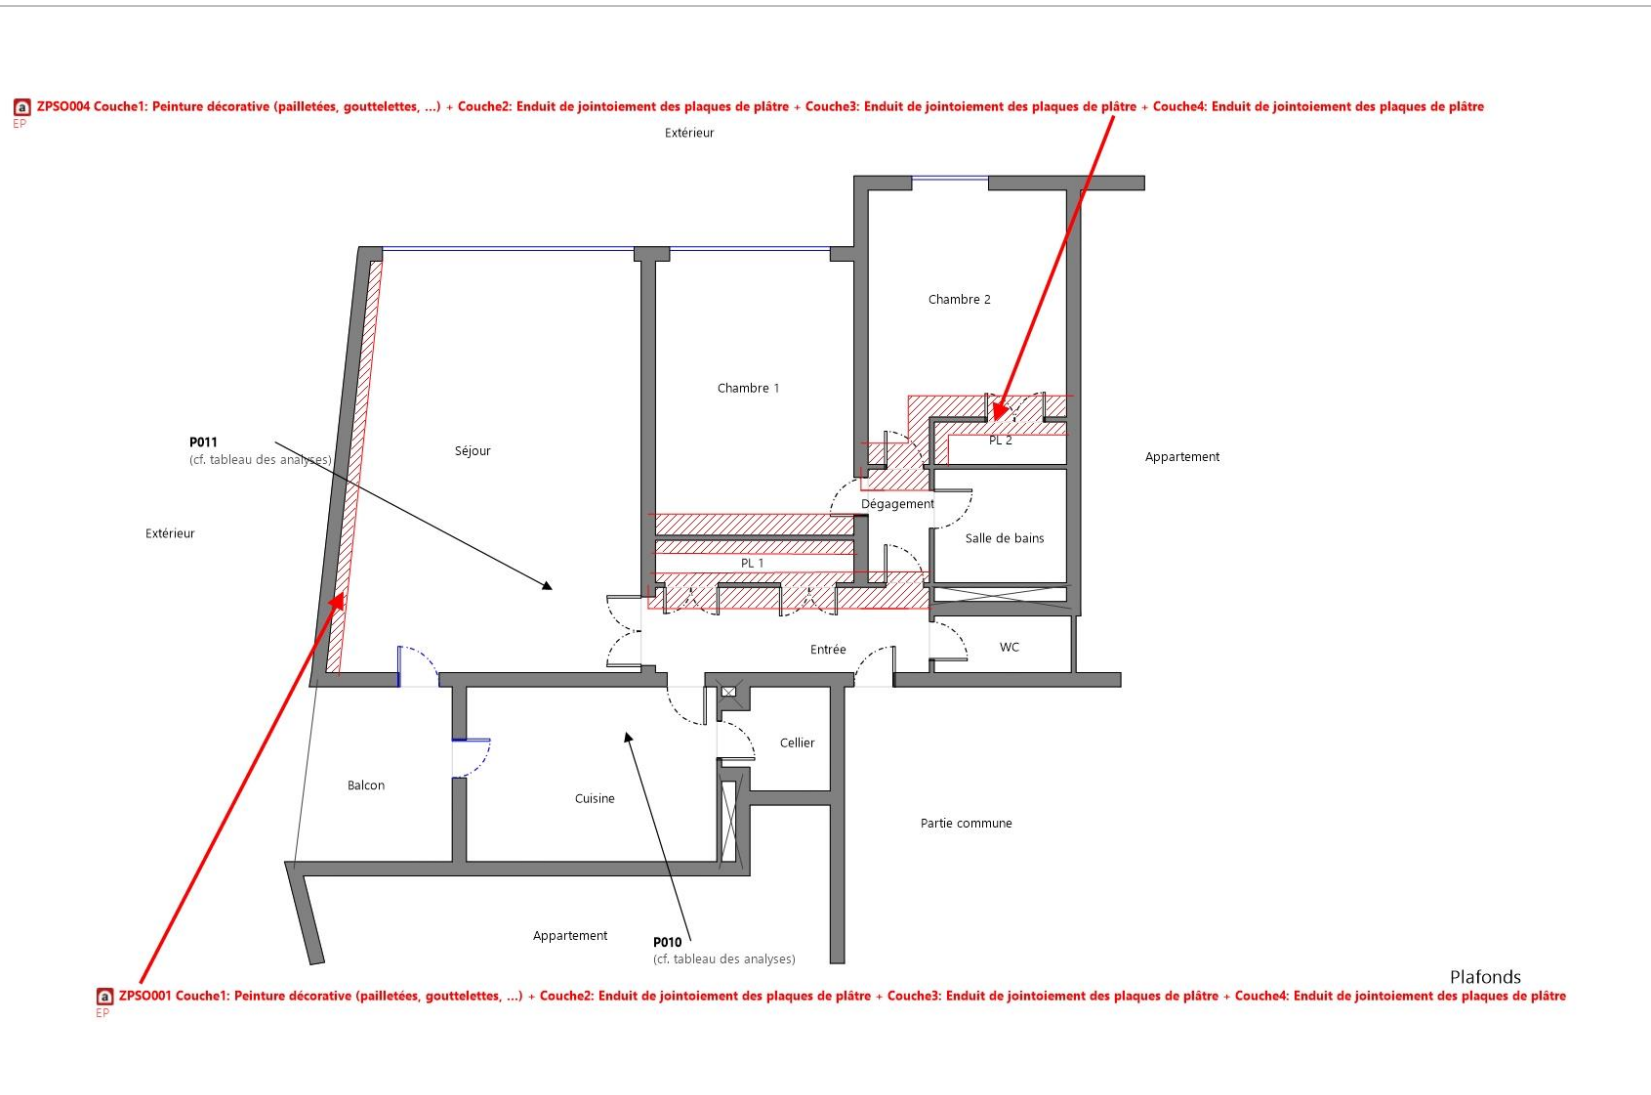 a ZPSO004 Couche1: Peinture décorative (pailletées, gouttelettes, ...) + Couche2: Enduit de jointoiement des plaques de plâtre + Couche3: Enduit de jointoiement des plaques de plâtre + Couche4: Enduit de jointoiement des plaques de plâtre
EP
Extérieur
Chambre 2
Chambre 1
P011
(cf. tableau des analyses)
Séjour
PL 2
Appartement
Dégagement
Extérieur
Salle de bains
PL 1
Entrée
WC
Cellier
Balcon
Cuisine
Partie commune
Appartement
P010
(cf. tableau des analyses)
Plafonds
a ZPSO001 Couche1: Peinture décorative (pailletées, gouttelettes, ...) + Couche2: Enduit de jointoiement des plaques de plâtre + Couche3: Enduit de jointoiement des plaques de plâtre + Couche4: Enduit de jointoiement des plaques de plâtre
EP